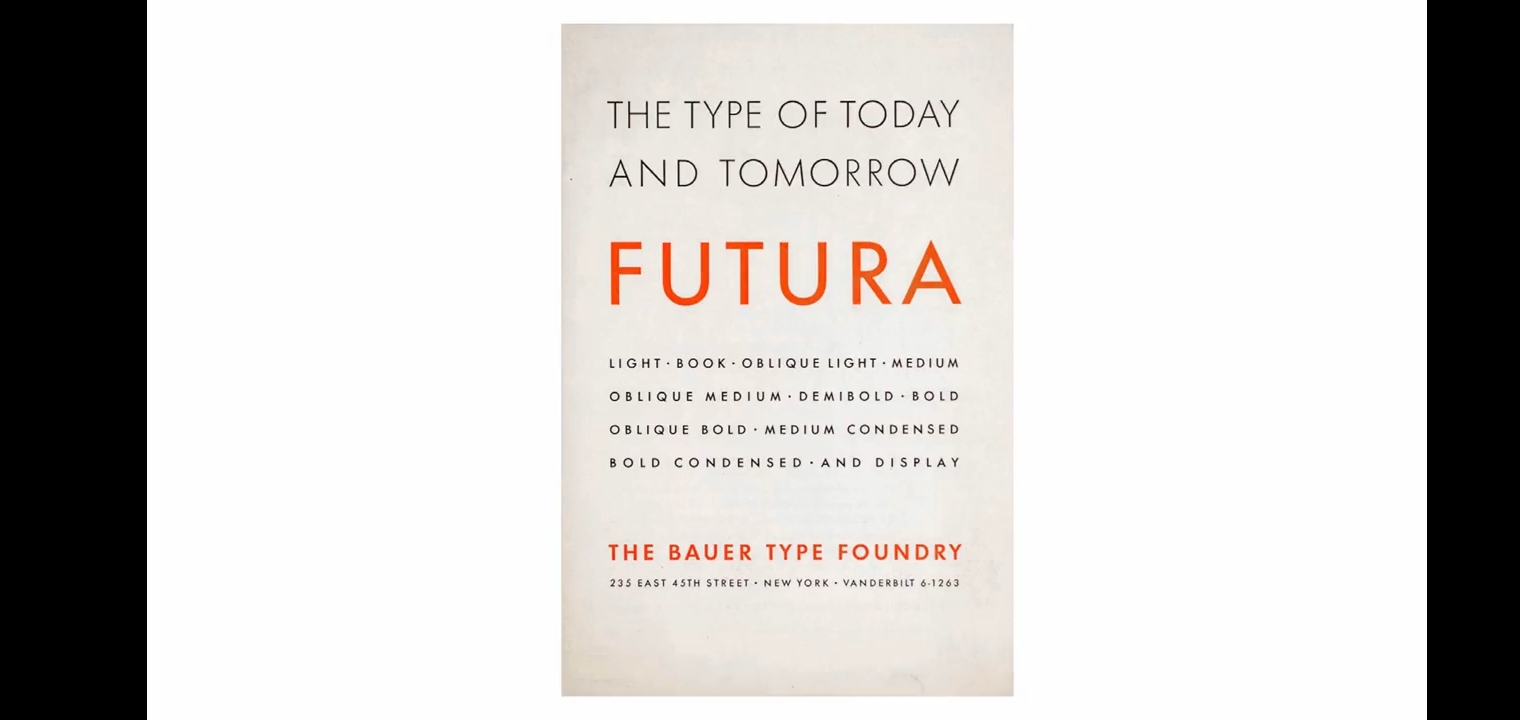 THE TYPE OF TODAY
AND TOMORROW
FUTURA
LIGHT · BOOK · OBLIQUE LIGHT · MEDIUM
OBLIQUE MEDIUM · DEMIBOLD · BOLD
OBLIQUE BOLD · MEDIUM CONDENSED
BOLD CONDENSED · AND DISPLAY
THE BAUER TYPE FOUNDRY
235 EAST 45TH STREET · NEW YORK · VANDERBILT 6-1263